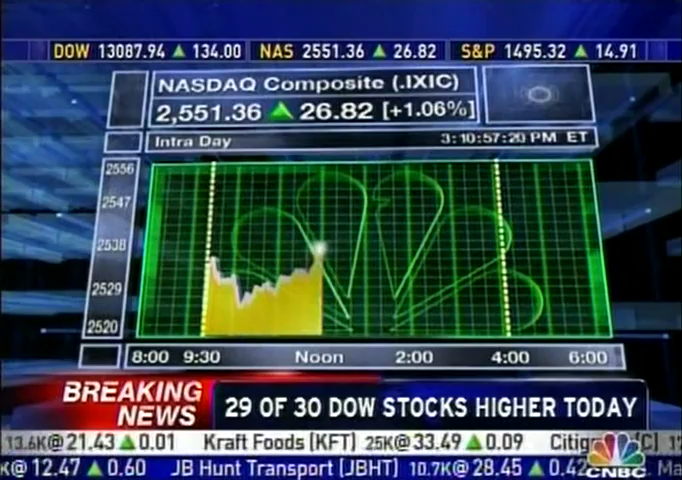 DOW 13087.94 ▲ 134.00 NAS 2551.36 ▲ 26.82 S&P 1495.32 ▲ 14.91
NASDAQ Composite (.IXIC)
2,551.36 ▲ 26.82 [+1.06%]
Intra Day 3:10:57:20 PM ET
2556
2547
2538
2529
2520
8:00 9:30 Noon 2:00 4:00 6:00
BREAKING
NEWS
29 OF 30 DOW STOCKS HIGHER TODAY
13.6K@21.43 ▲ 0.01 Kraft Foods (KFT) 25K@33.49 ▲ 0.09 Citig (C)
K@12.47 ▲ 0.60 JB Hunt Transport (JBHT) 10.7K@28.45 ▲ 0.42 Ma
CNBC